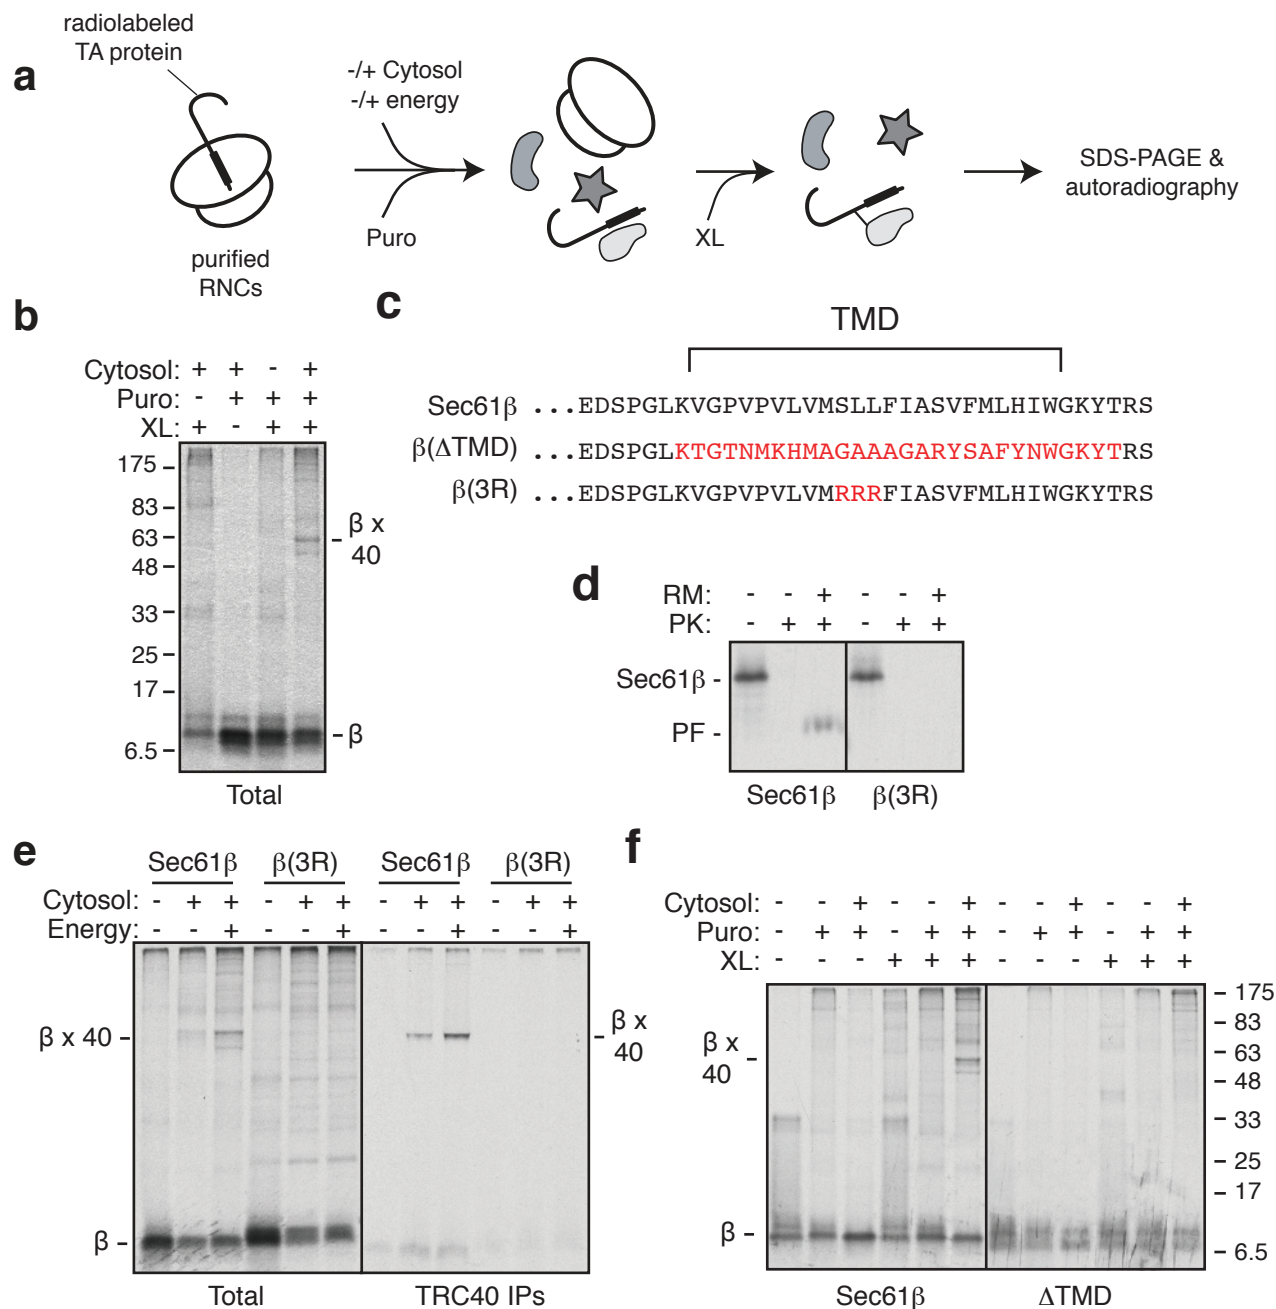 a
radiolabeled
TA protein
purified
RNCs
-/+ Cytosol
-/+ energy
Puro
XL
SDS-PAGE &
autoradiography
b
Cytosol: + + - +
Puro: - + + +
XL: + - + +
175
83
63
48
33
25
17
6.5
β x
40
β
Total
c
TMD
Sec61β ...EDSPGLKVGPVPVLVMSLLFIASVFMLHIWGKYTRS
β(ΔTMD) ...EDSPGLKTGTNMKHMAGAAAGARYSAFYNWGKYTRS
β(3R) ...EDSPGLKVGPVPVLVMRRRFIASVFMLHIWGKYTRS
d
RM: - - + - - +
PK: - + + - + +
Sec61β -
PF -
Sec61β β(3R)
e
Sec61β β(3R) Sec61β β(3R)
Cytosol: - + + - + + - + + - + +
Energy: - - + - - + - - + - - +
β x 40
β x
40
β
Total TRC40 IPs
f
Cytosol: - - + - - + - - + - - +
Puro: - + + - + + - + + - + +
XL: - - - + + + - - - + + +
β x
40
β
175
83
63
48
33
25
17
6.5
Sec61β ΔTMD